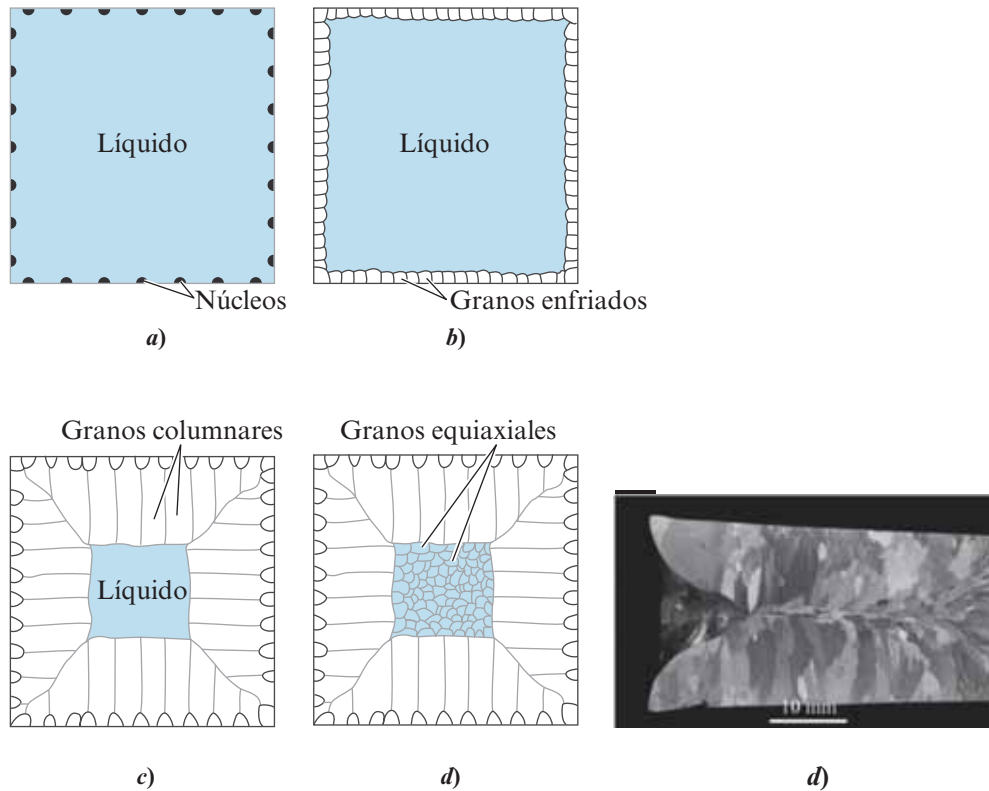 Líquido
Líquido
Núcleos
Granos enfriados
a)
b)
Granos columnares
Granos equiaxiales
Líquido
10 mm
c)
d)
d)